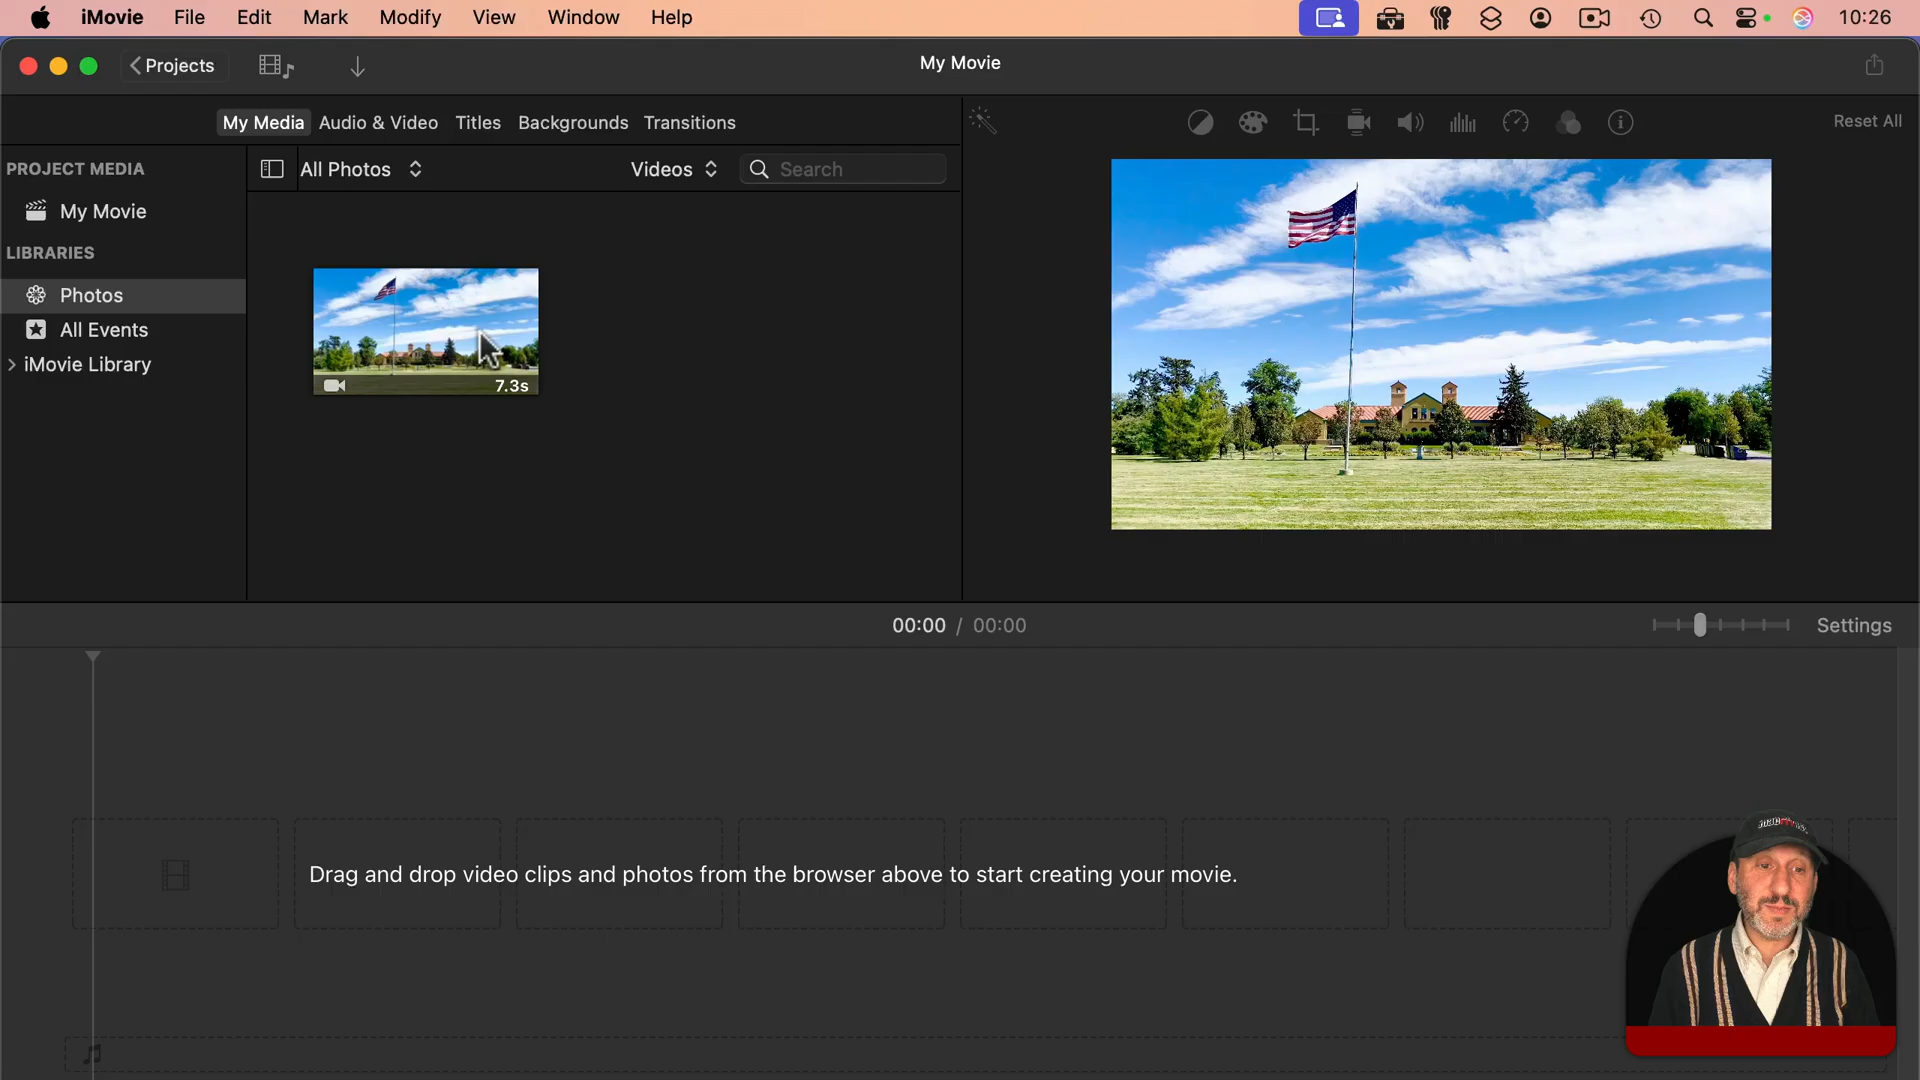 iMovie File Edit Mark Modify View Window Help 10:26
Projects My Movie
My Media Audio & Video Titles Backgrounds Transitions Reset All
PROJECT MEDIA All Photos Videos Search
My Movie
LIBRARIES
Photos
All Events
iMovie Library
7.3s
00:00 / 00:00 Settings
Drag and drop video clips and photos from the browser above to start creating your movie.